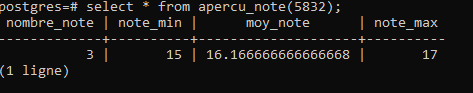 postgres=# select * from apercu_note(5832);
 nombre_note | note_min |      moy_note       | note_max
-------------+----------+---------------------+----------
           3 |       15 | 16.166666666666668 |       17
(1 ligne)